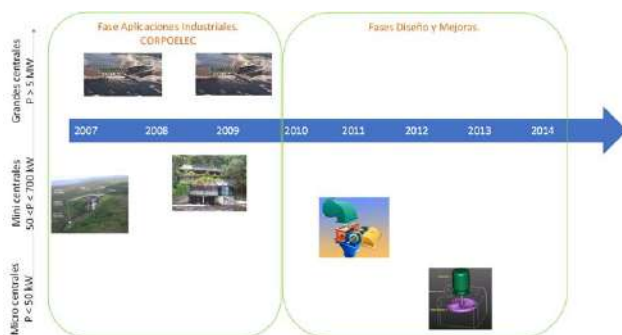 Fase Aplicaciones Industriales.
CORPOELEC
Fases Diseño y Mejoras.
Grandes centrales
P > 5 MW
2007 2008 2009 2010 2011 2012 2013 2014
Mini centrales
50 <P < 700 kW
Micro centrales
P < 50 kW